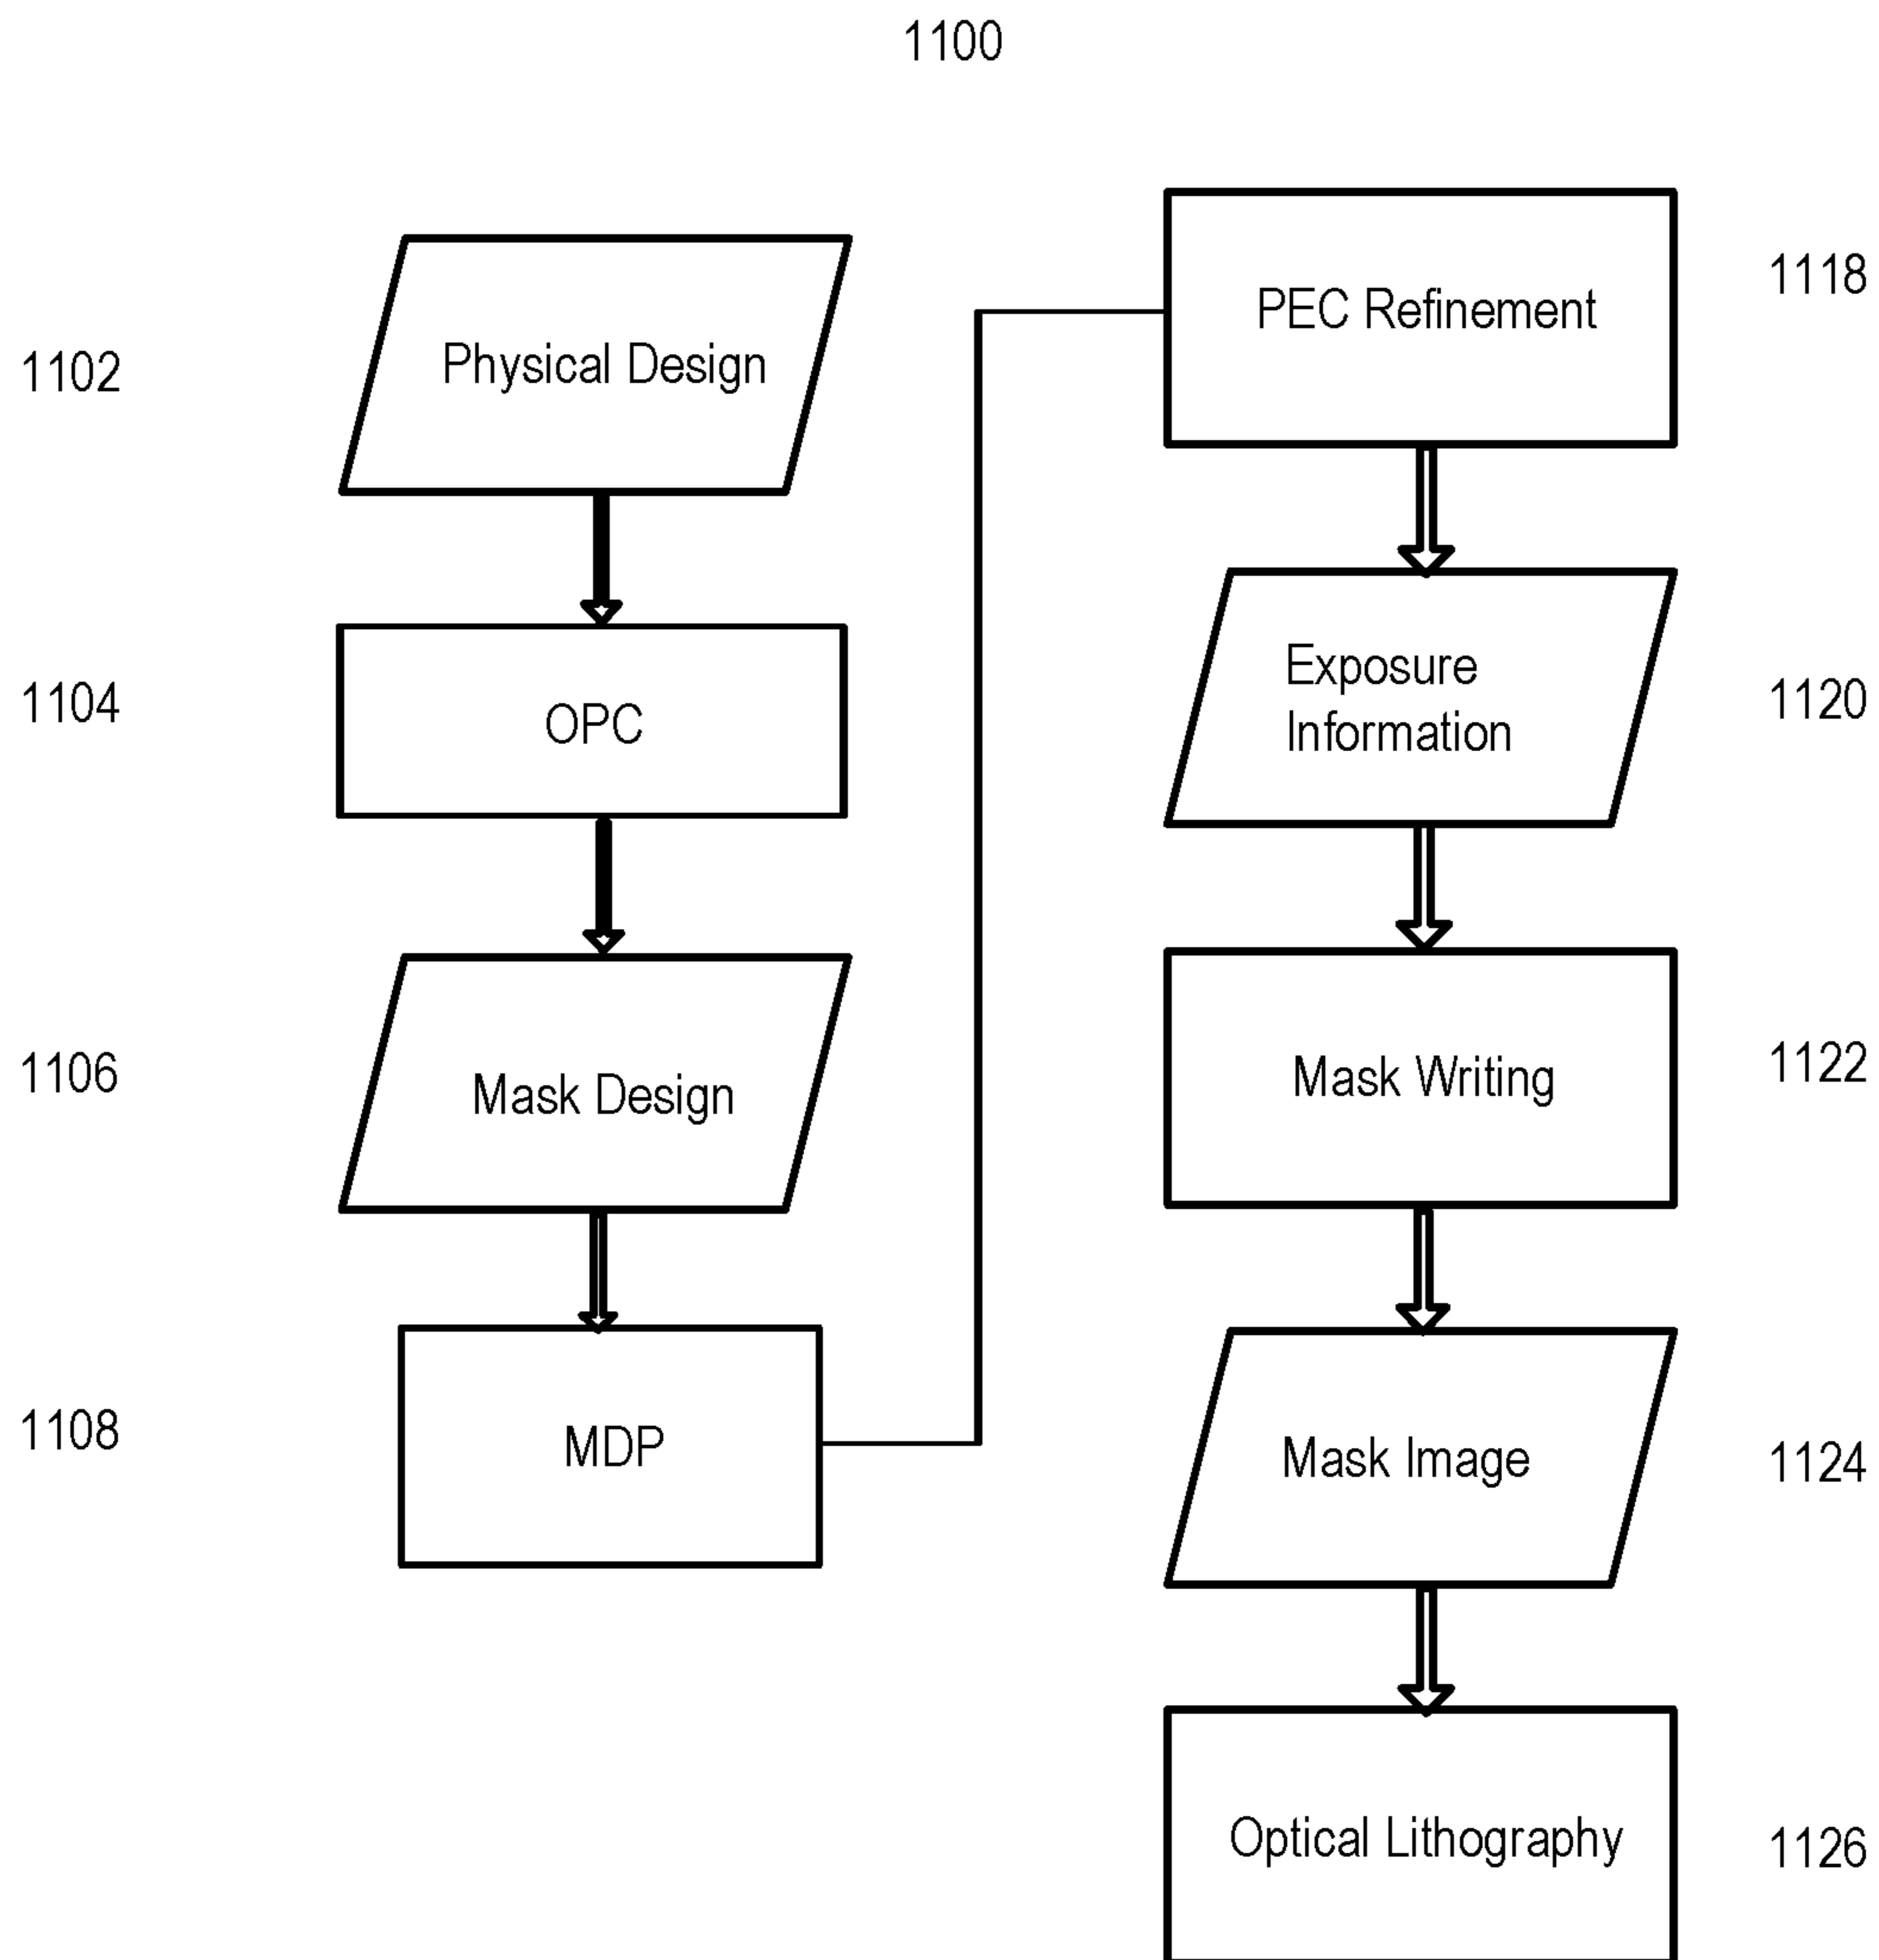 1100
1102
Physical Design
1104
OPC
1106
Mask Design
1108
MDP
PEC Refinement
1118
Exposure
Information
1120
Mask Writing
1122
Mask Image
1124
Optical Lithography
1126